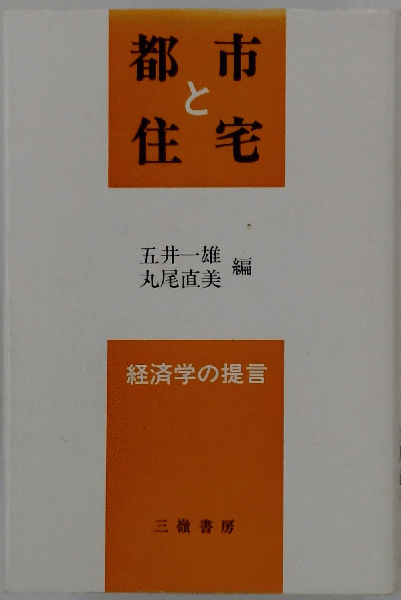 都市
と
住宅
五井一雄
丸尾直美
編
経済学の提言
三嶺書房